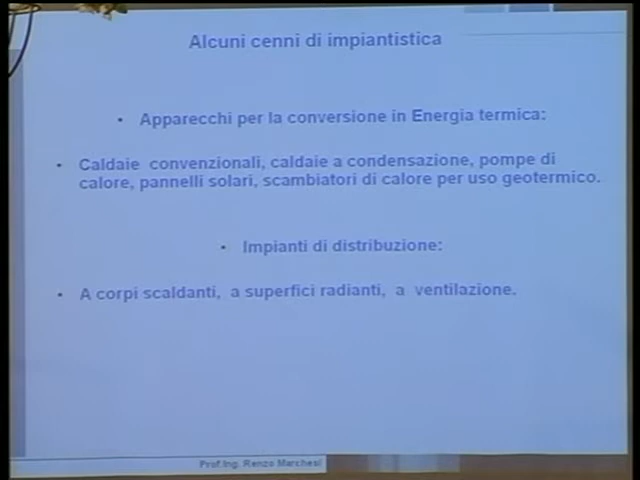 Alcuni cenni di impiantistica
• Apparecchi per la conversione in Energia termica:
• Caldaie convenzionali, caldaie a condensazione, pompe di
calore, pannelli solari, scambiatori di calore per uso geotermico.
• Impianti di distribuzione:
• A corpi scaldanti, a superfici radianti, a ventilazione.
Prof.Ing. Renzo Marchesi